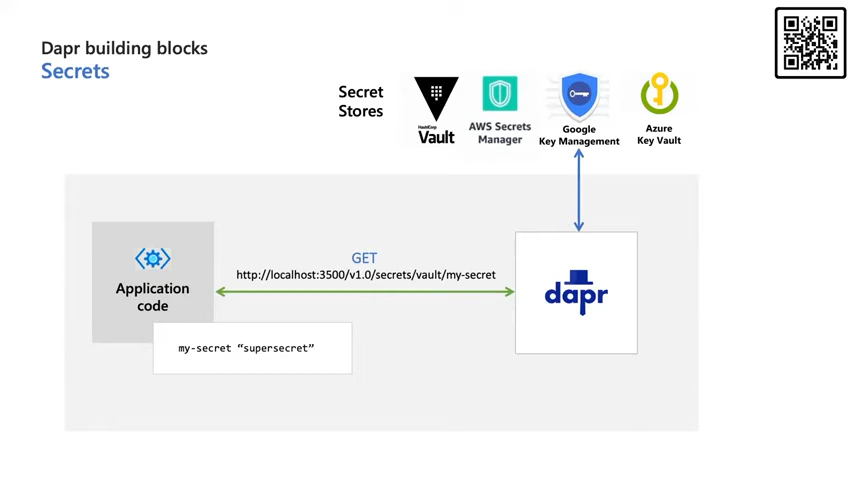 Dapr building blocks
Secrets
Secret
Stores
HashiCorp
Vault
AWS Secrets
Manager
Google
Key Management
Azure
Key Vault
Application
code
GET
http://localhost:3500/v1.0/secrets/vault/my-secret
dapr
my-secret “supersecret”